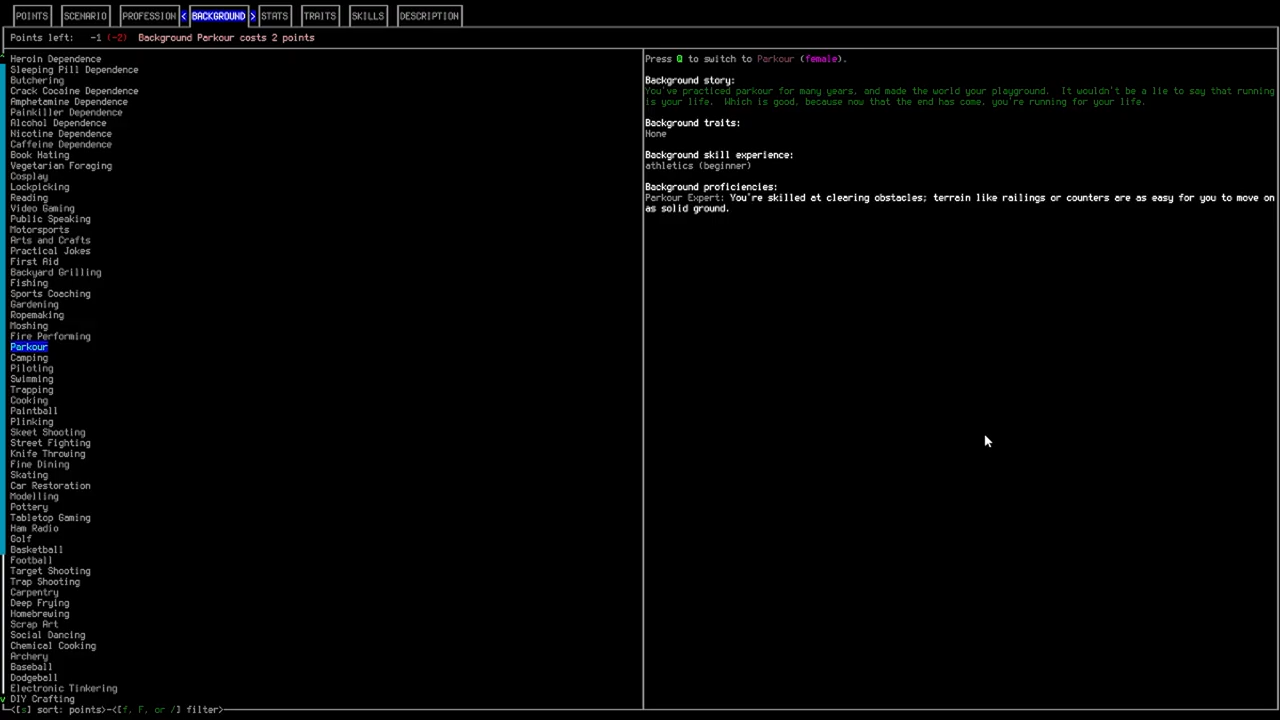 POINTS SCENARIO PROFESSION < BACKGROUND > STATS TRAITS SKILLS DESCRIPTION
Points left: -1 (-2) Background Parkour costs 2 points
Heroin Dependence
Sleeping Pill Dependence
Butchering
Crack Cocaine Dependence
Amphetamine Dependence
Painkiller Dependence
Alcohol Dependence
Nicotine Dependence
Caffeine Dependence
Book Hating
Vegetarian Foraging
Cosplay
Lockpicking
Reading
Video Gaming
Public Speaking
Motorsports
Arts and Crafts
Practical Jokes
First Aid
Backyard Grilling
Fishing
Sports Coaching
Gardening
Ropemaking
Moshing
Fire Performing
Parkour
Camping
Piloting
Swimming
Trapping
Cooking
Paintball
Plinking
Skeet Shooting
Street Fighting
Knife Throwing
Fine Dining
Skating
Car Restoration
Modelling
Pottery
Tabletop Gaming
Ham Radio
Golf
Basketball
Football
Target Shooting
Trap Shooting
Carpentry
Deep Frying
Homebrewing
Scrap Art
Social Dancing
Chemical Cooking
Archery
Baseball
Dodgeball
Electronic Tinkering
DIY Crafting
<[s] sort: points>-<[f, F, or /] filter>
Press Q to switch to Parkour (female).
Background story:
You've practiced parkour for many years, and made the world your playground. It wouldn't be a lie to say that running
is your life. Which is good, because now that the end has come, you're running for your life.
Background traits:
None
Background skill experience:
athletics (beginner)
Background proficiencies:
Parkour Expert: You're skilled at clearing obstacles; terrain like railings or counters are as easy for you to move on
as solid ground.